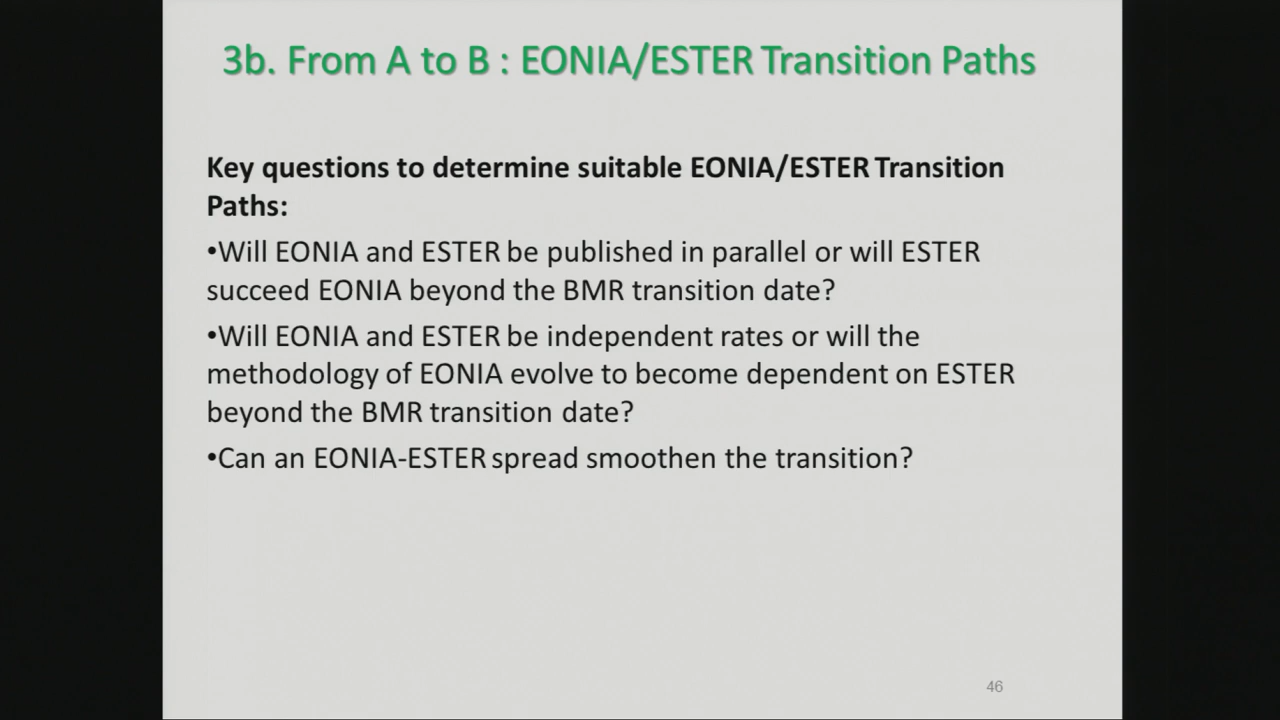 3b. From A to B : EONIA/ESTER Transition Paths
Key questions to determine suitable EONIA/ESTER Transition
Paths:
•Will EONIA and ESTER be published in parallel or will ESTER
succeed EONIA beyond the BMR transition date?
•Will EONIA and ESTER be independent rates or will the
methodology of EONIA evolve to become dependent on ESTER
beyond the BMR transition date?
•Can an EONIA-ESTER spread smoothen the transition?
46